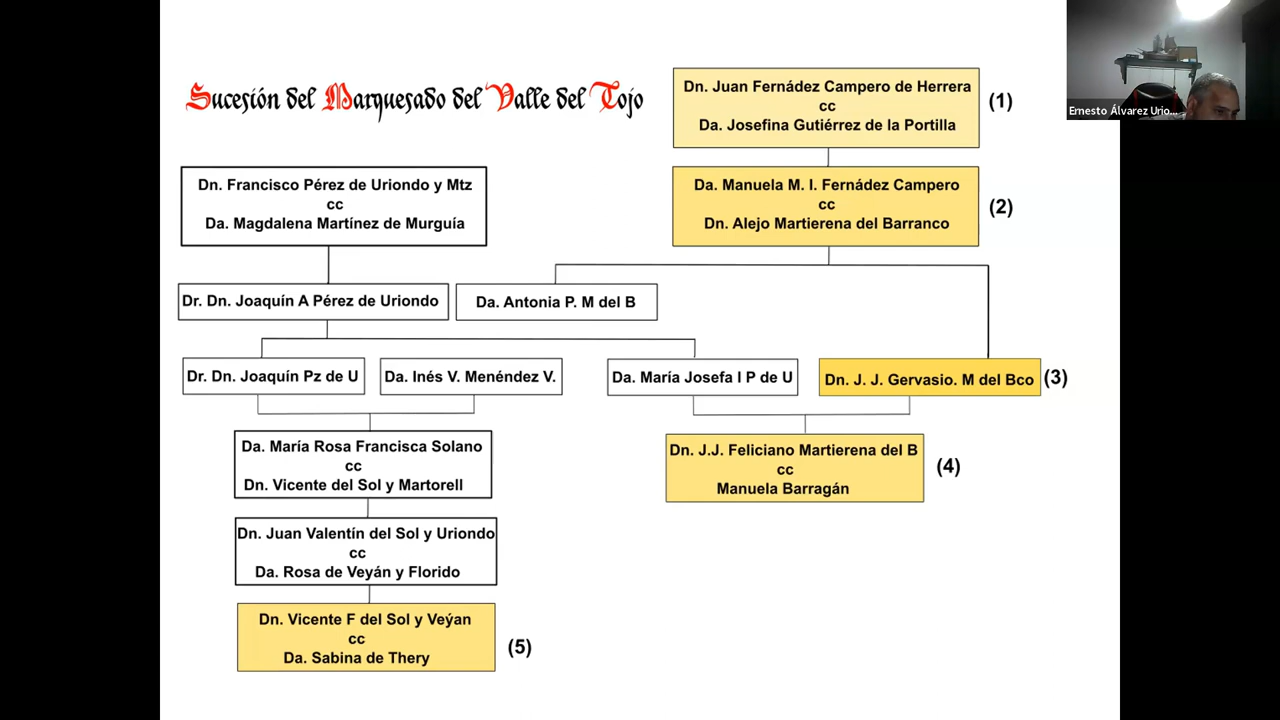 Sucesión del Marquesado del Valle del Tojo
Dn. Juan Fernádez Campero de Herrera
cc
Da. Josefina Gutiérrez de la Portilla
(1)
Ernesto Álvarez Urio...
Dn. Francisco Pérez de Uriondo y Mtz
cc
Da. Magdalena Martínez de Murguía
Da. Manuela M. I. Fernádez Campero
cc
Dn. Alejo Martierena del Barranco
(2)
Dr. Dn. Joaquín A Pérez de Uriondo
Da. Antonia P. M del B
Dr. Dn. Joaquín Pz de U
Da. Inés V. Menéndez V.
Da. María Josefa I P de U
Dn. J. J. Gervasio. M del Bco
(3)
Da. María Rosa Francisca Solano
cc
Dn. Vicente del Sol y Martorell
Dn. J.J. Feliciano Martierena del B
cc
Manuela Barragán
(4)
Dn. Juan Valentín del Sol y Uriondo
cc
Da. Rosa de Veyán y Florido
Dn. Vicente F del Sol y Veýan
cc
Da. Sabina de Thery
(5)